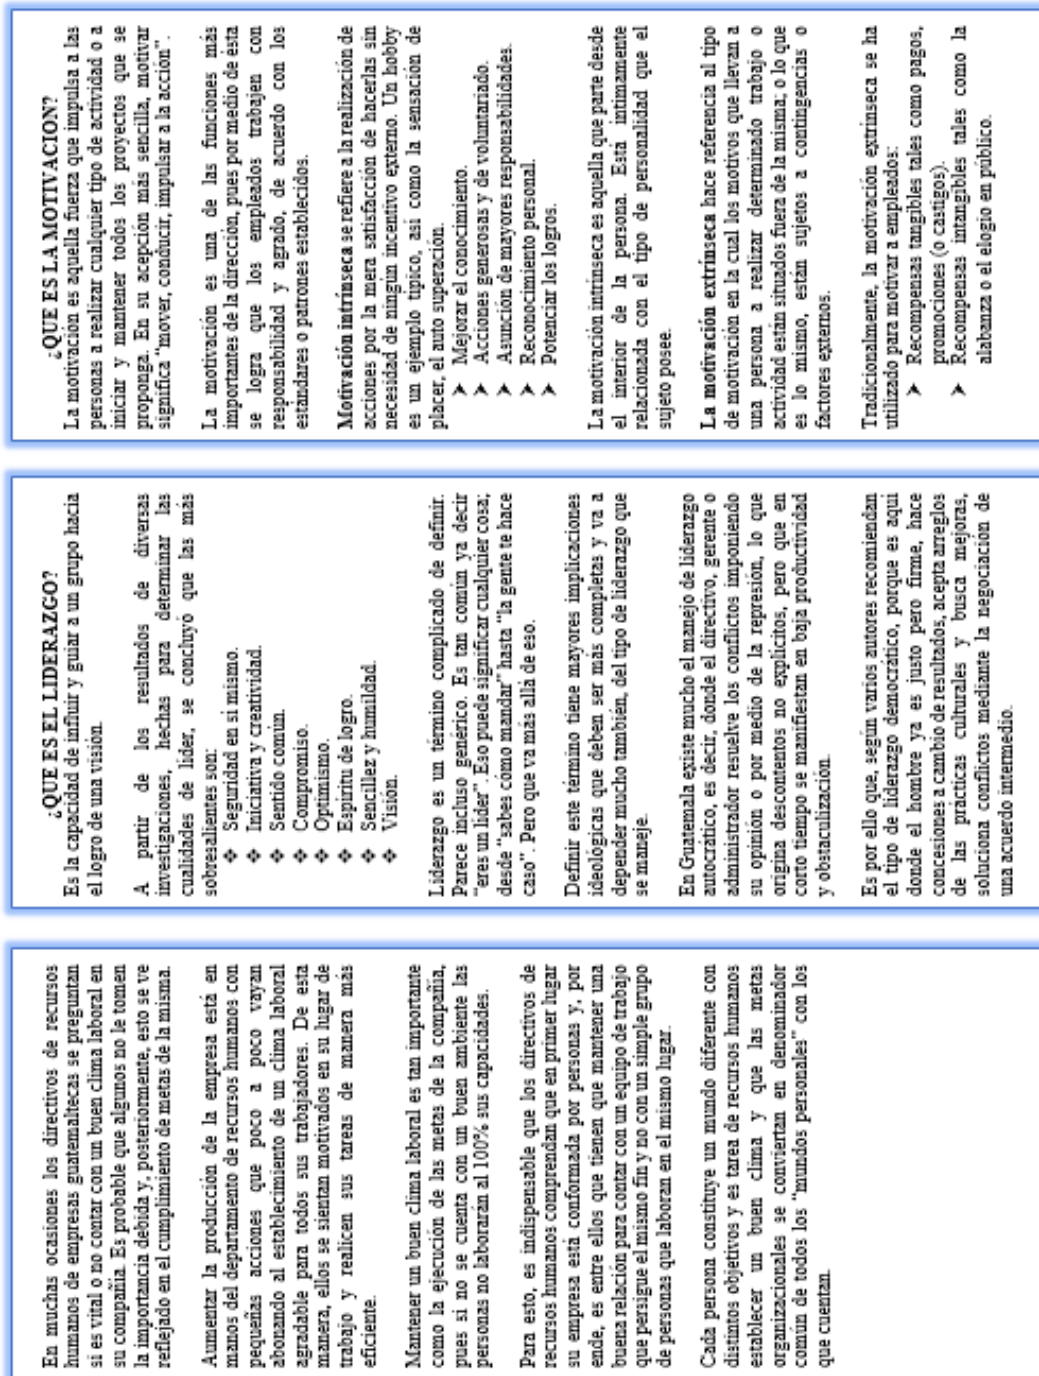 En muchas ocasiones los directivos de recursos
humanos de empresas guatemaltecas se preguntan
si es vital o no contar con un buen clima laboral en
su compañía. Es probable que algunos no le tomen
la importancia debida y, posteriormente, esto se ve
reflejado en el cumplimiento de metas de la misma.
Aumentar la producción de la empresa está en
manos del departamento de recursos humanos con
pequeñas acciones que poco a poco vayan
abonando al establecimiento de un clima laboral
agradable para todos sus trabajadores. De esta
manera, ellos se sientan motivados en su lugar de
trabajo y realicen sus tareas de manera más
eficiente.
Mantener un buen clima laboral es tan importante
como la ejecución de las metas de la compañía,
pues si no se cuenta con un buen ambiente las
personas no laborarán al 100% sus capacidades.
Para esto, es indispensable que los directivos de
recursos humanos comprendan que en primer lugar
su empresa está conformada por personas y, por
ende, es entre ellos que tienen que mantener una
buena relación para contar con un equipo de trabajo
que persigue el mismo fin y no con un simple grupo
de personas que laboran en el mismo lugar.
Cada persona constituye un mundo diferente con
distintos objetivos y es tarea de recursos humanos
establecer un buen clima y que las metas
organizacionales se conviertan en denominador
común de todos los "mundos personales" con los
que cuentan.
¿QUE ES EL LIDERAZGO?
Es la capacidad de influir y guiar a un grupo hacia
el logro de una visión.
A partir de los resultados de diversas
investigaciones, hechas para determinar las
cualidades de líder, se concluyó que las más
sobresalientes son:
❖ Seguridad en si mismo.
❖ Iniciativa y creatividad.
❖ Sentido común.
❖ Compromiso.
❖ Optimismo.
❖ Espíritu de logro.
❖ Sencillez y humildad.
❖ Visión.
Liderazgo es un término complicado de definir.
Parece incluso genérico. Es tan común ya decir
"eres un líder". Eso puede significar cualquier cosa;
desde "sabes cómo mandar" hasta "la gente te hace
caso". Pero que va más allá de eso.
Definir este término tiene mayores implicaciones
ideológicas que deben ser más completas y va a
depender mucho también, del tipo de liderazgo que
se maneje.
En Guatemala existe mucho el manejo de liderazgo
autocrático, es decir, donde el directivo, gerente o
administrador resuelve los conflictos imponiendo
su opinión o por medio de la represión, lo que
origina descontentos no explícitos, pero que en
corto tiempo se manifiestan en baja productividad
y obstaculización.
Es por ello que, según varios autores recomiendan
el tipo de liderazgo democrático, porque es aquí
donde el hombre ya es justo pero firme, hace
concesiones a cambio de resultados, acepta arreglos
de las prácticas culturales y busca mejoras,
soluciona conflictos mediante la negociación de
una acuerdo intermedio.
¿QUE ES LA MOTIVACION?
La motivación es aquella fuerza que impulsa a las
personas a realizar cualquier tipo de actividad o a
iniciar y mantener todos los proyectos que se
proponga. En su acepción más sencilla, motivar
significa "mover, conducir, impulsar a la acción".
La motivación es una de las funciones más
importantes de la dirección, pues por medio de ésta
se logra que los empleados trabajen con
responsabilidad y agrado, de acuerdo con los
estándares o patrones establecidos.
Motivación intrínseca se refiere a la realización de
acciones por la mera satisfacción de hacerlas sin
necesidad de ningún incentivo externo. Un hobby
es un ejemplo típico, así como la sensación de
placer, el auto superación.
➤ Mejorar el conocimiento.
➤ Acciones generosas y de voluntariado.
➤ Asunción de mayores responsabilidades.
➤ Reconocimiento personal.
➤ Potenciar los logros.
La motivación intrínseca es aquella que parte desde
el interior de la persona. Está íntimamente
relacionada con el tipo de personalidad que el
sujeto posee.
La motivación extrínseca hace referencia al tipo
de motivación en la cual los motivos que llevan a
una persona a realizar determinado trabajo o
actividad están situados fuera de la misma; o lo que
es lo mismo, están sujetos a contingencias o
factores externos.
Tradicionalmente, la motivación extrínseca se ha
utilizado para motivar a empleados:
➤ Recompensas tangibles tales como pagos,
promociones (o castigos).
➤ Recompensas intangibles tales como la
alabanza o el elogio en público.